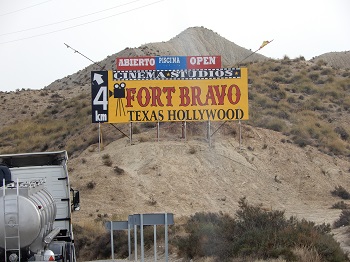 ABIERTO PISCINA OPEN
CINEMA STUDIOS
4 km
FORT BRAVO
TEXAS HOLLYWOOD